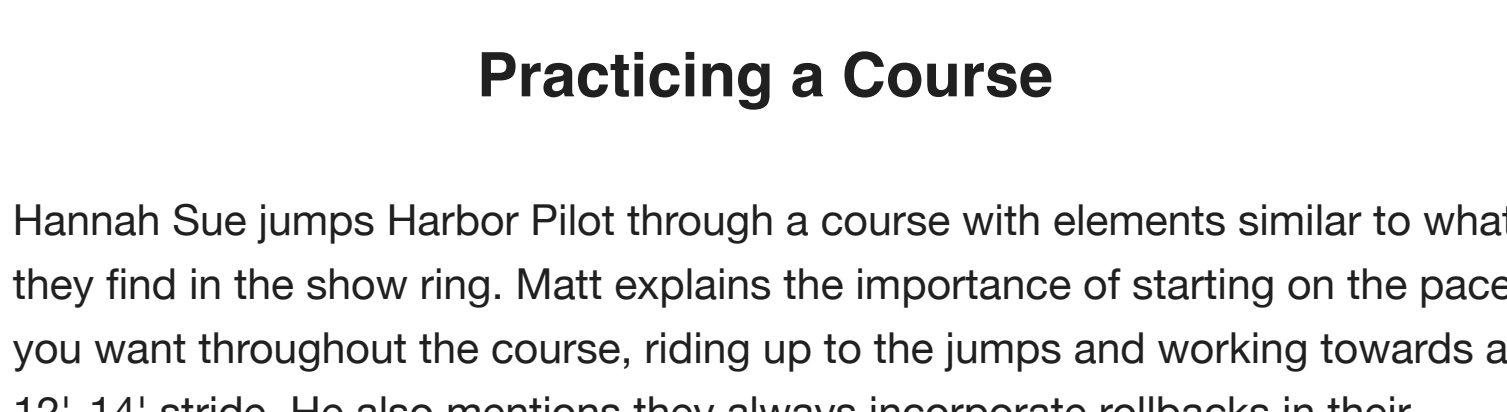 Practicing a Course
Hannah Sue jumps Harbor Pilot through a course with elements similar to what
they find in the show ring. Matt explains the importance of starting on the pace
you want throughout the course, riding up to the jumps and working towards a
12'-14' stride. He also mentions they always incorporate rollbacks in their